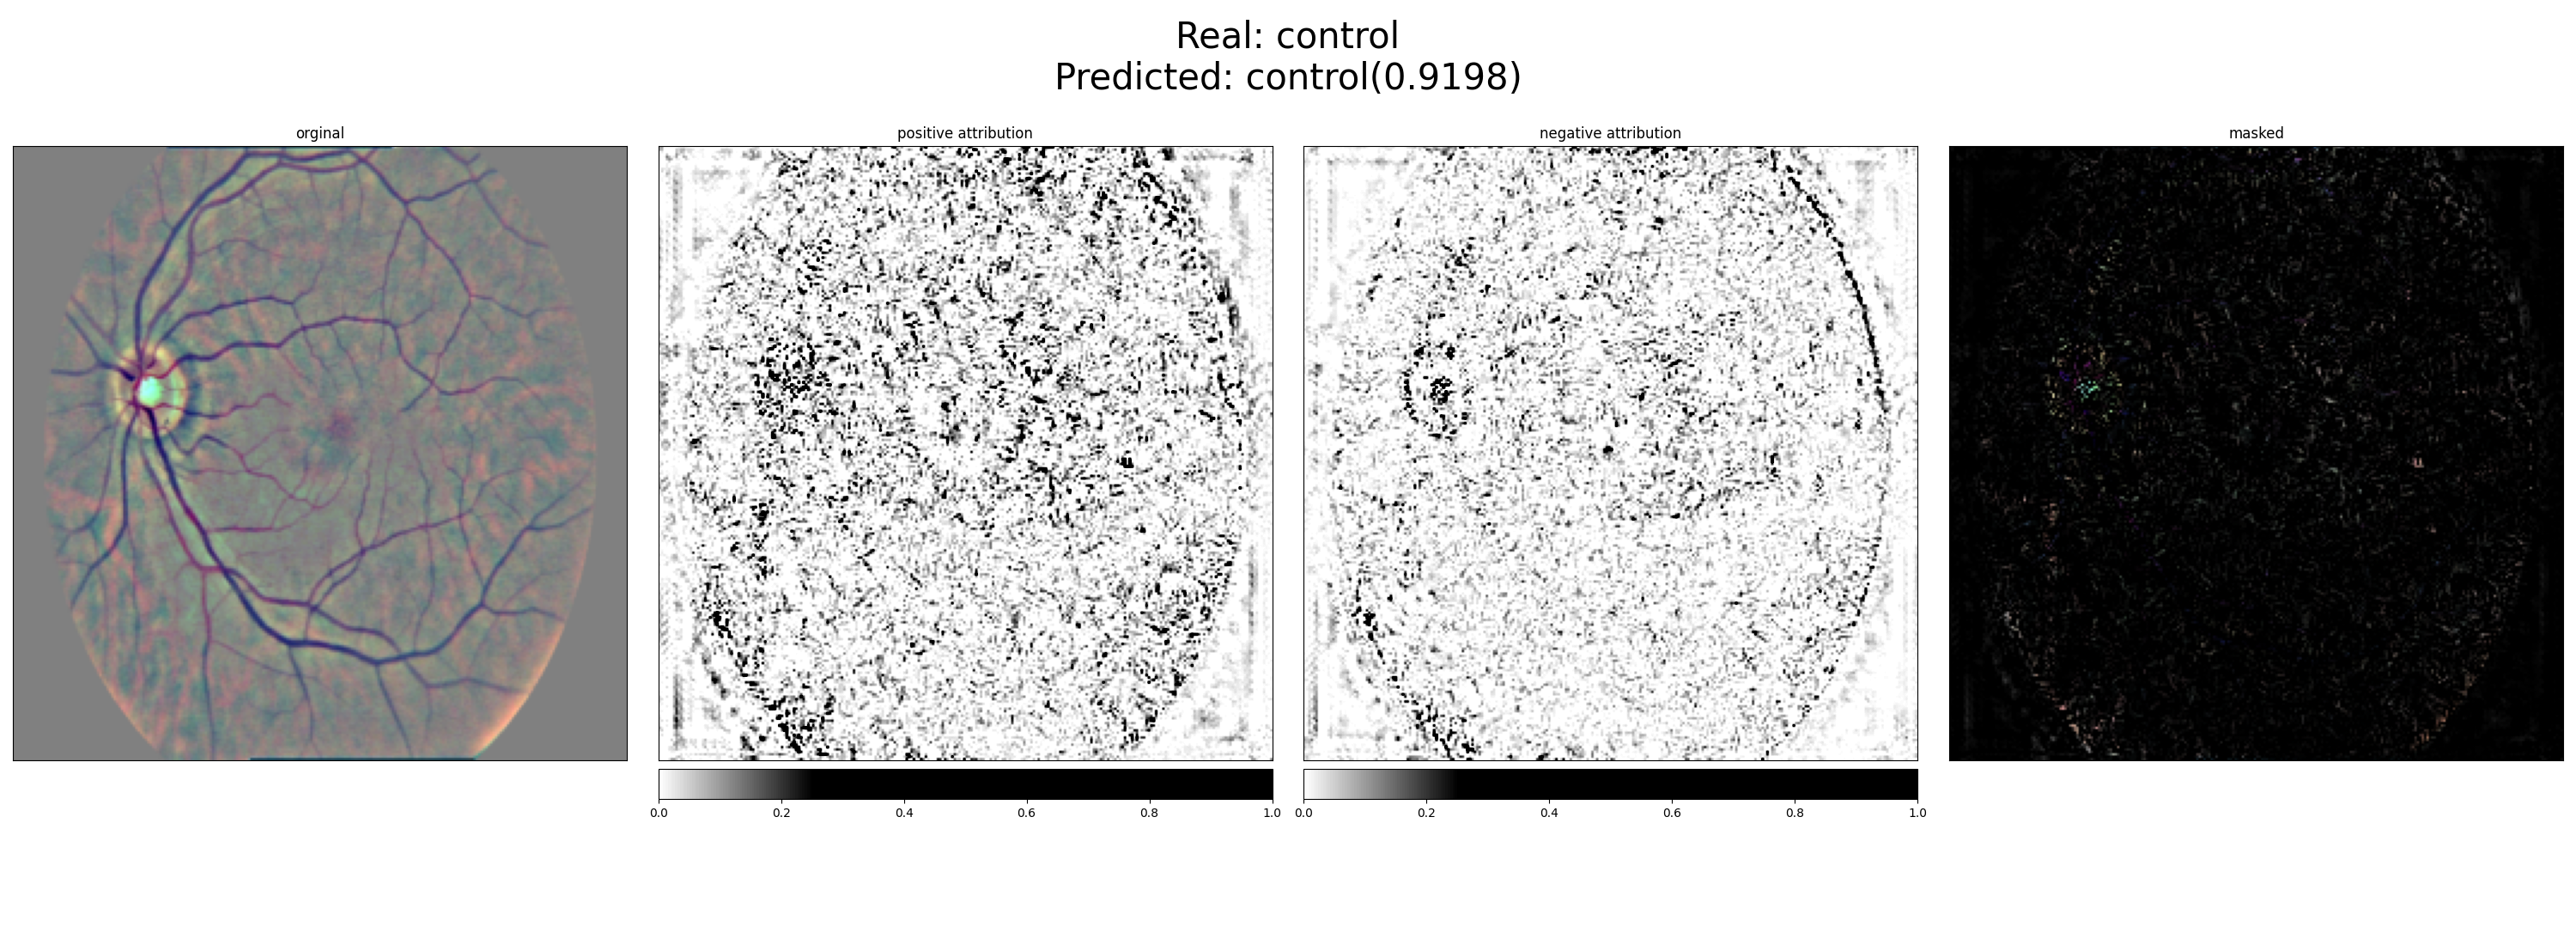 Real: control
Predicted: control(0.9198)
orginal
positive attribution
negative attribution
masked
0.0 0.2 0.4 0.6 0.8 1.0
0.0 0.2 0.4 0.6 0.8 1.0